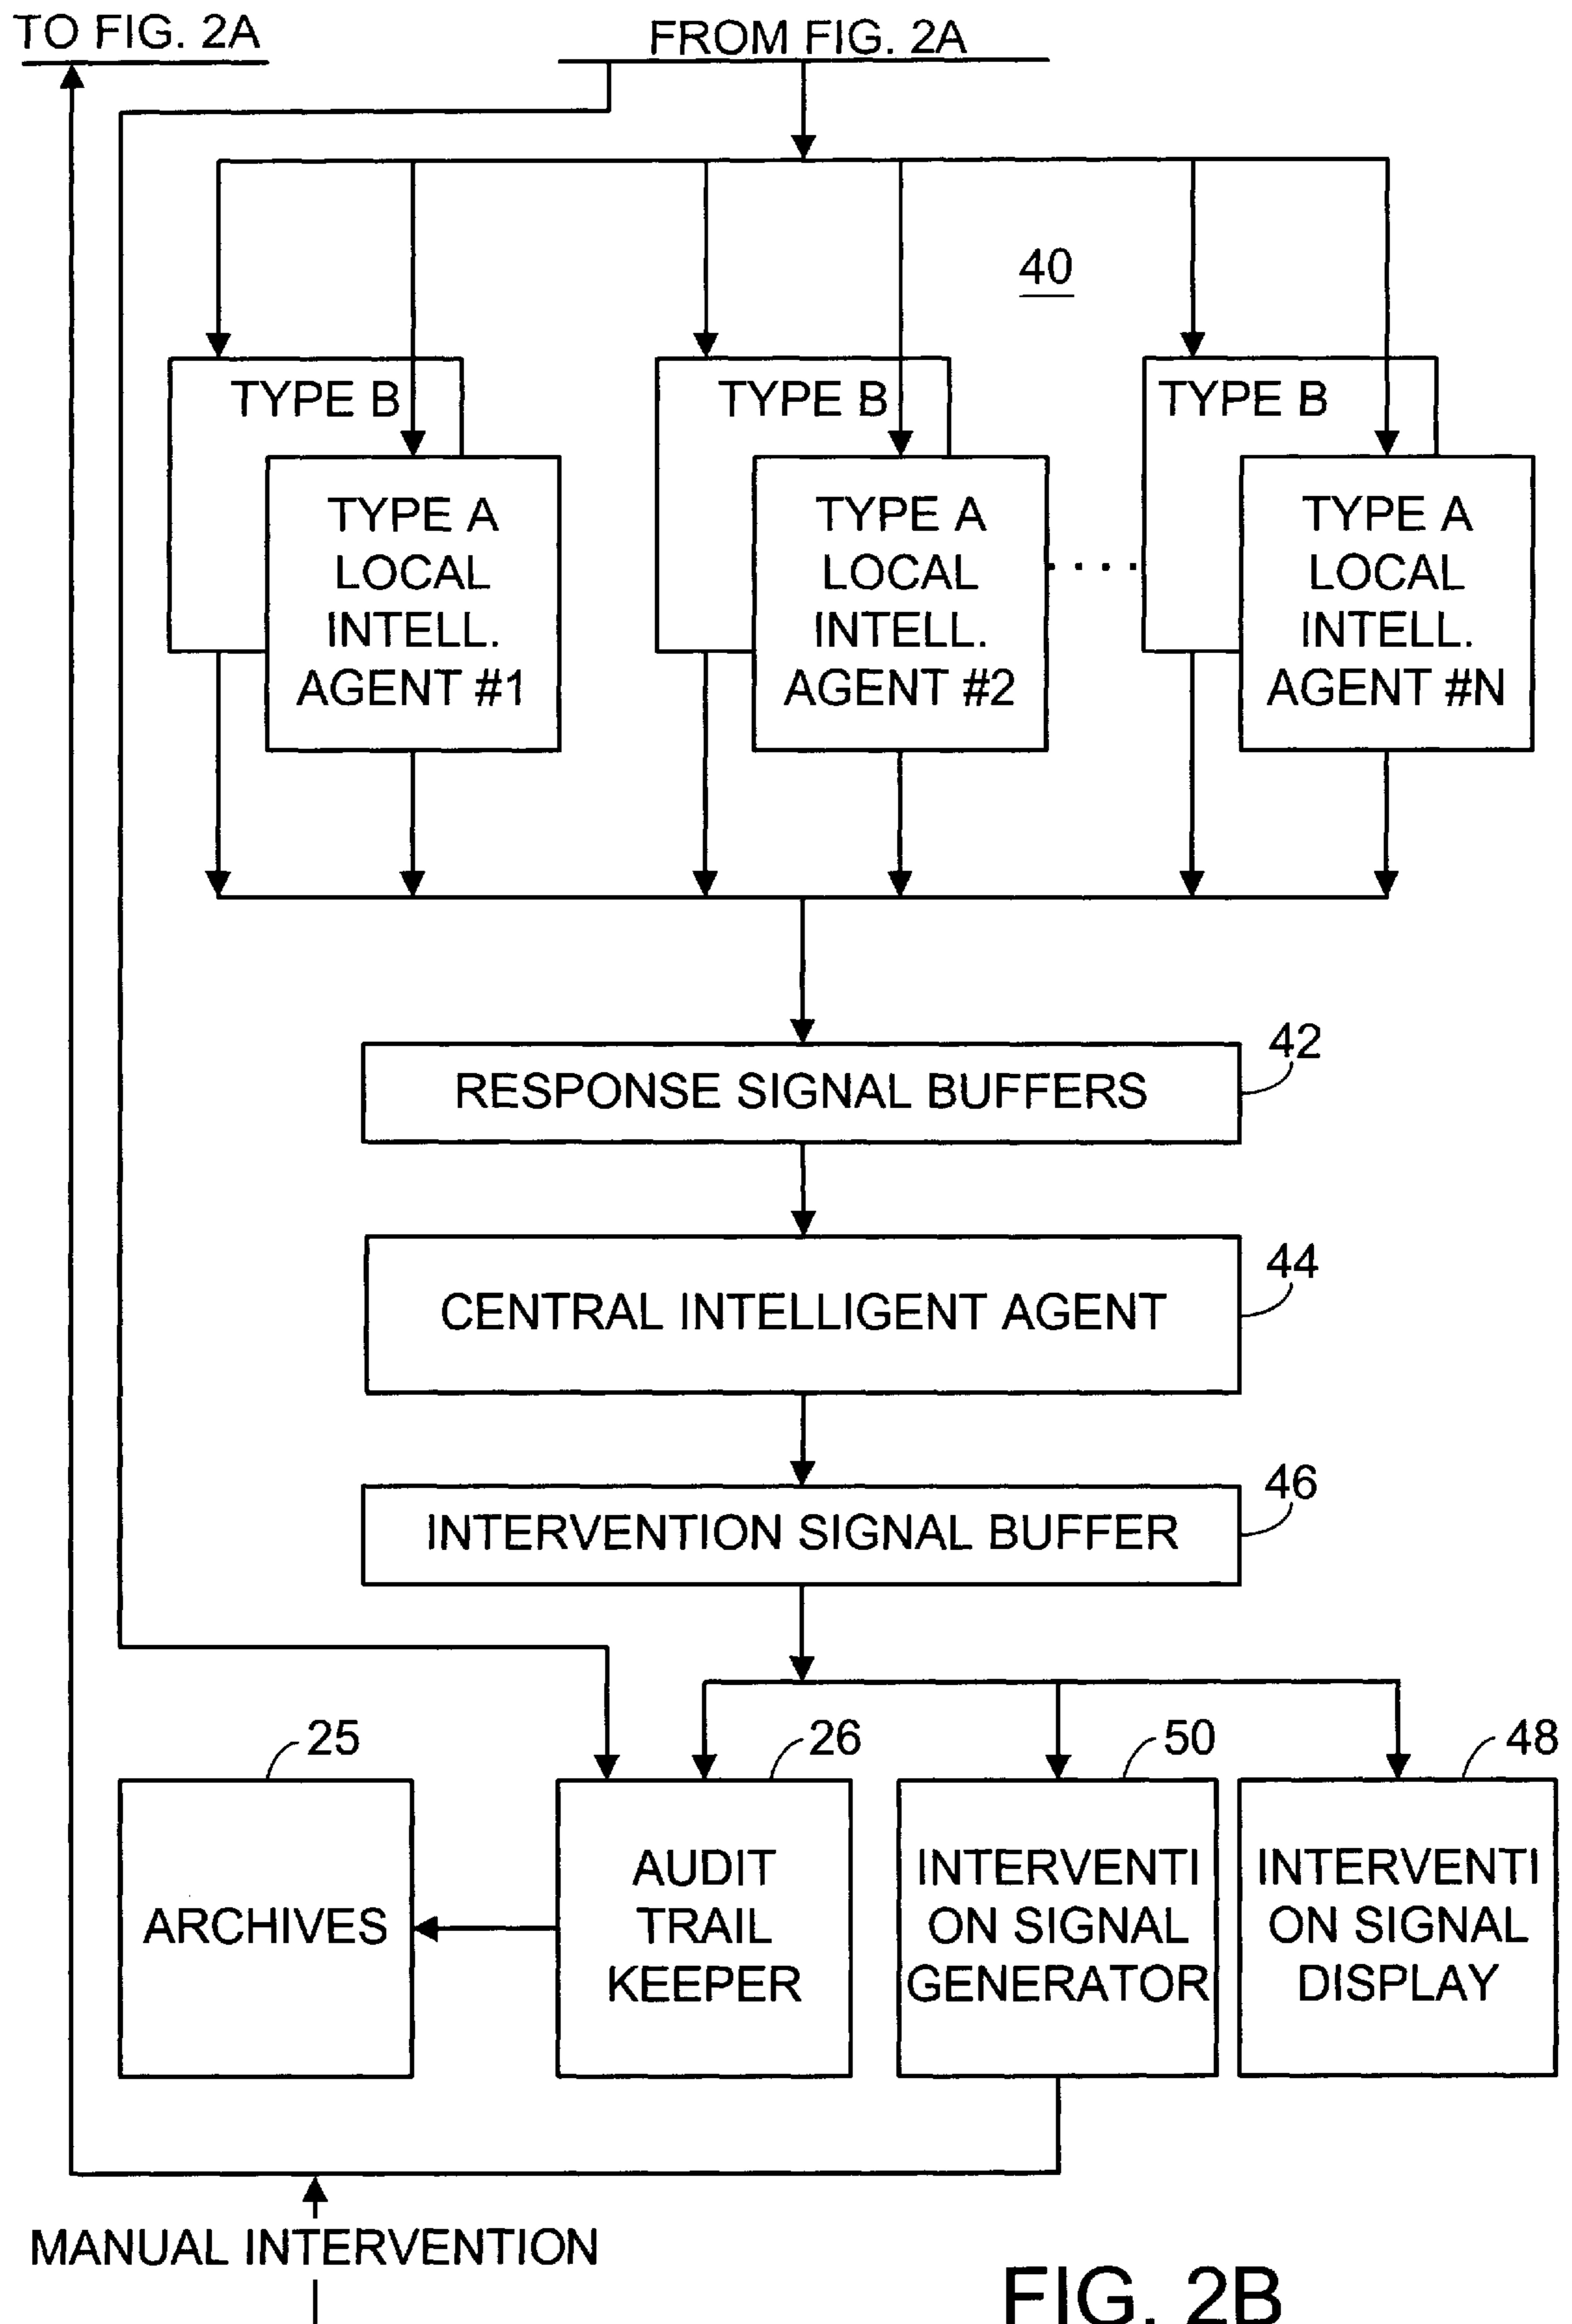 TO FIG. 2A
FROM FIG. 2A
40
TYPE B
TYPE B
TYPE B
TYPE A
LOCAL
INTELL.
AGENT #1
TYPE A
LOCAL
INTELL.
AGENT #2
. . . .
TYPE A
LOCAL
INTELL.
AGENT #N
42
RESPONSE SIGNAL BUFFERS
44
CENTRAL INTELLIGENT AGENT
46
INTERVENTION SIGNAL BUFFER
25
26
50
48
ARCHIVES
AUDIT
TRAIL
KEEPER
INTERVENTI
ON SIGNAL
GENERATOR
INTERVENTI
ON SIGNAL
DISPLAY
MANUAL INTERVENTION
FIG. 2B